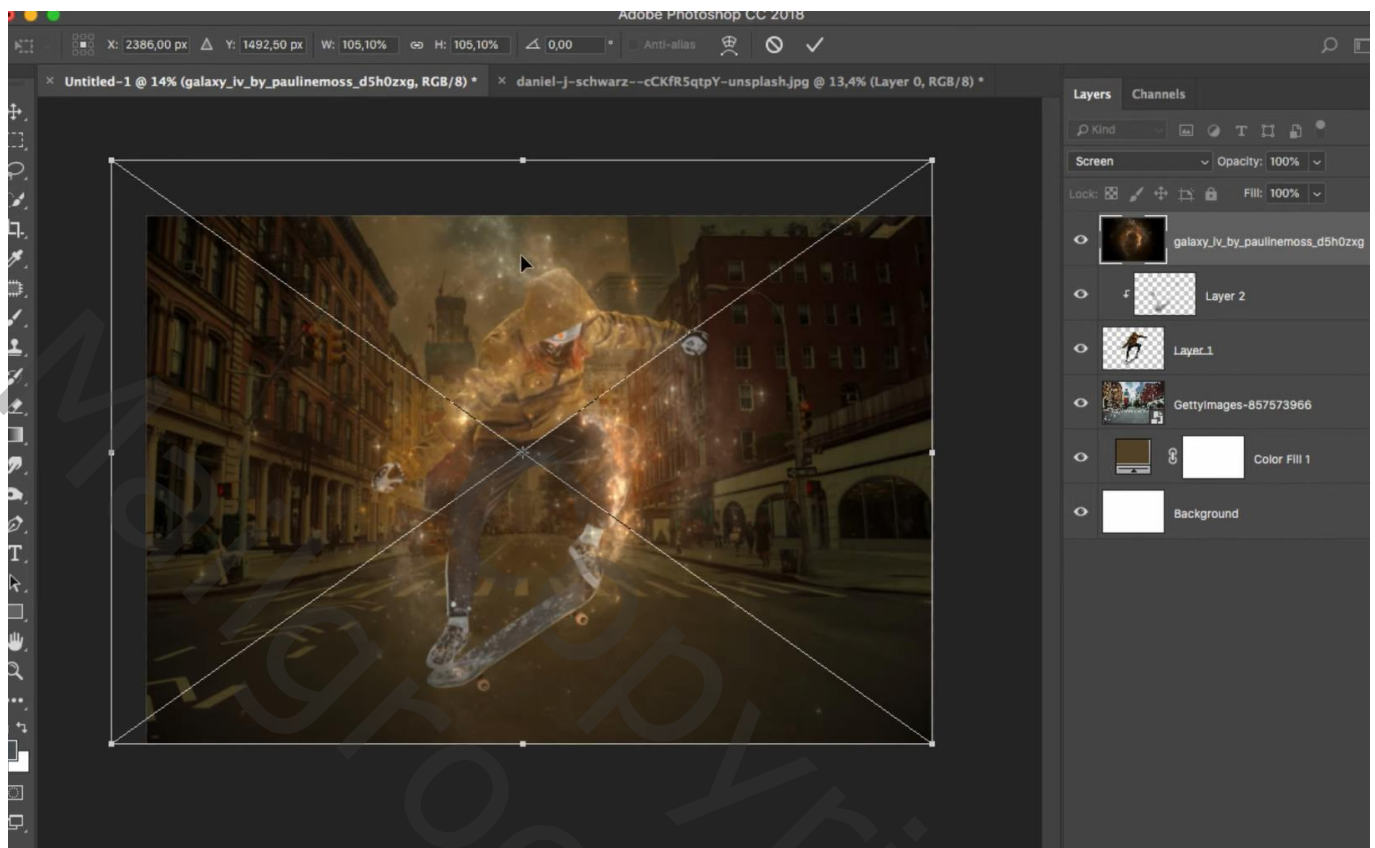 Adobe Photoshop CC 2018
X: 2386,00 px Y: 1492,50 px W: 105,10% H: 105,10% 0,00 ° Anti-alias
× Untitled-1 @ 14% (galaxy_iv_by_paulinemoss_d5h0zxg, RGB/8) * × daniel-j-schwarz--cCKfR5qtpY-unsplash.jpg @ 13,4% (Layer 0, RGB/8) *
Layers Channels
Kind
Screen Opacity: 100%
Lock: Fill: 100%
galaxy_iv_by_paulinemoss_d5h0zxg
Layer 2
Layer 1
GettyImages-857573966
Color Fill 1
Background